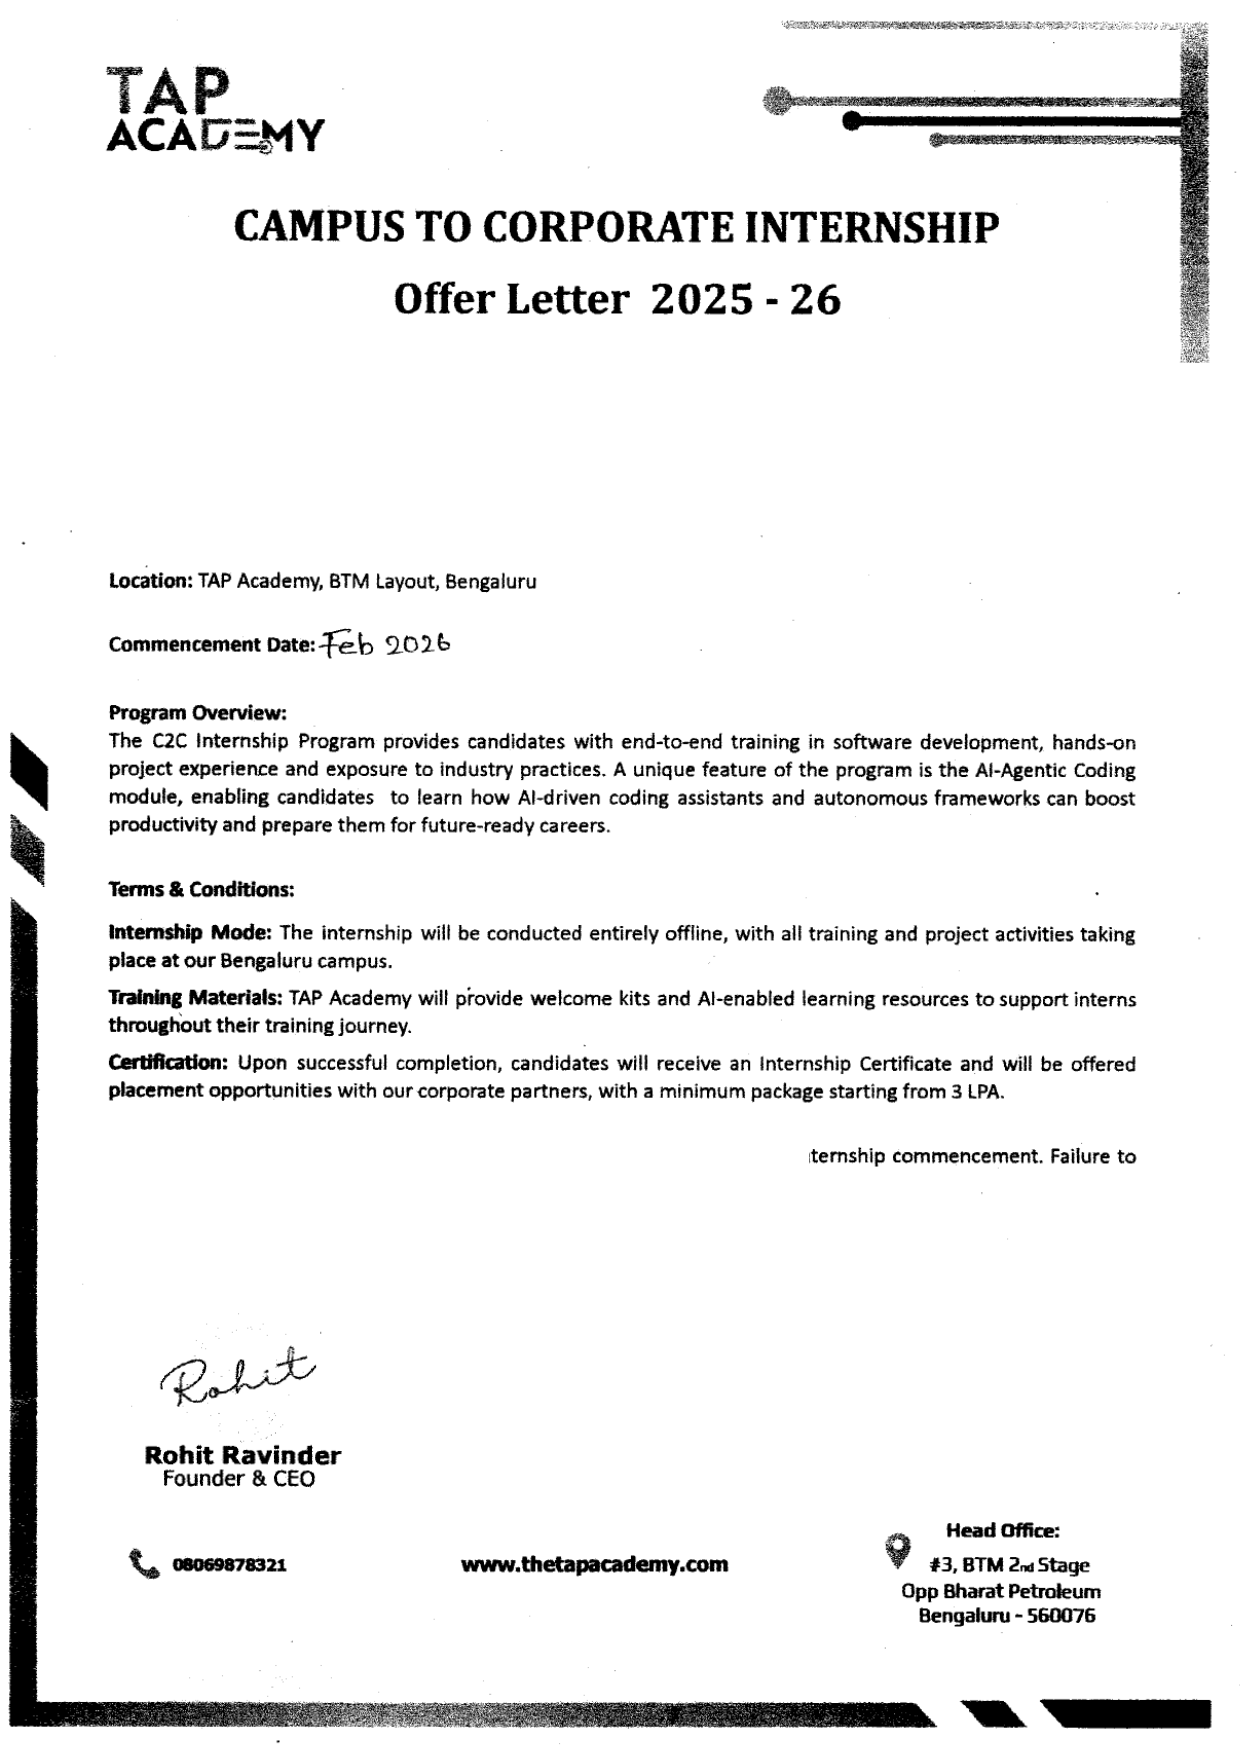 TAP
ACADEMY
CAMPUS TO CORPORATE INTERNSHIP
Offer Letter 2025 - 26
Location: TAP Academy, BTM Layout, Bengaluru
Commencement Date: Feb 2026
Program Overview:
The C2C Internship Program provides candidates with end-to-end training in software development, hands-on
project experience and exposure to industry practices. A unique feature of the program is the AI-Agentic Coding
module, enabling candidates to learn how AI-driven coding assistants and autonomous frameworks can boost
productivity and prepare them for future-ready careers.
Terms & Conditions:
Internship Mode: The internship will be conducted entirely offline, with all training and project activities taking
place at our Bengaluru campus.
Training Materials: TAP Academy will provide welcome kits and AI-enabled learning resources to support interns
throughout their training journey.
Certification: Upon successful completion, candidates will receive an Internship Certificate and will be offered
placement opportunities with our corporate partners, with a minimum package starting from 3 LPA.
ternship commencement. Failure to
Rohit
Rohit Ravinder
Founder & CEO
08069878321
www.thetapacademy.com
Head Office:
#3, BTM 2nd Stage
Opp Bharat Petroleum
Bengaluru - 560076